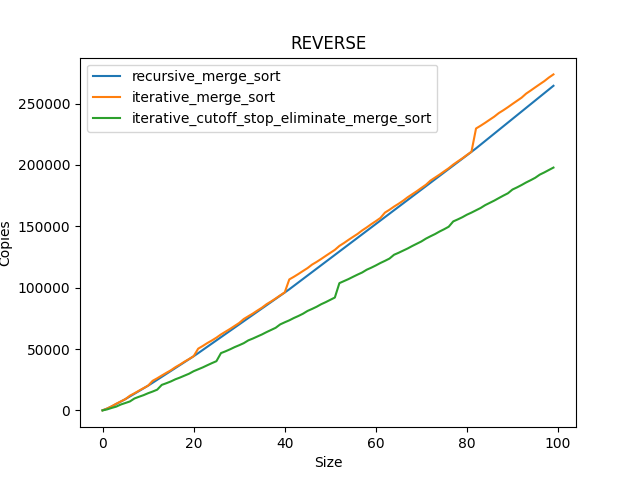 REVERSE
recursive_merge_sort
iterative_merge_sort
iterative_cutoff_stop_eliminate_merge_sort
250000
200000
150000
100000
50000
0
Copies
0 20 40 60 80 100
Size